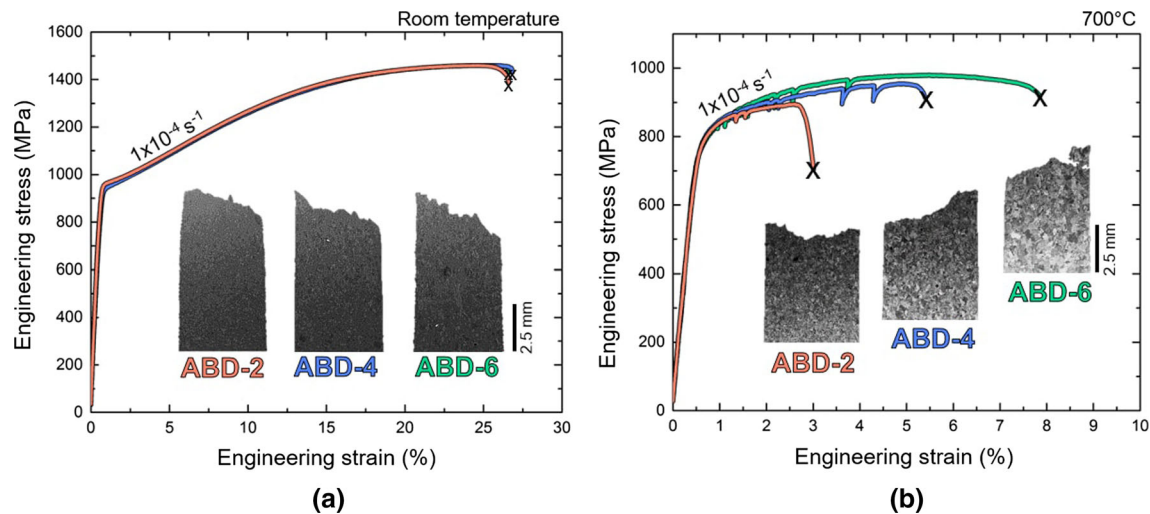 Room temperature
1600
1400
1200
1000
800
600
400
200
0
Engineering stress (MPa)
1x10-4 s-1
ABD-2
ABD-4
ABD-6
2.5 mm
0 5 10 15 20 25 30
Engineering strain (%)
(a)
700°C
1000
800
600
400
200
0
Engineering stress (MPa)
1x10-4 s-1
ABD-2
ABD-4
ABD-6
2.5 mm
0 1 2 3 4 5 6 7 8 9 10
Engineering strain (%)
(b)